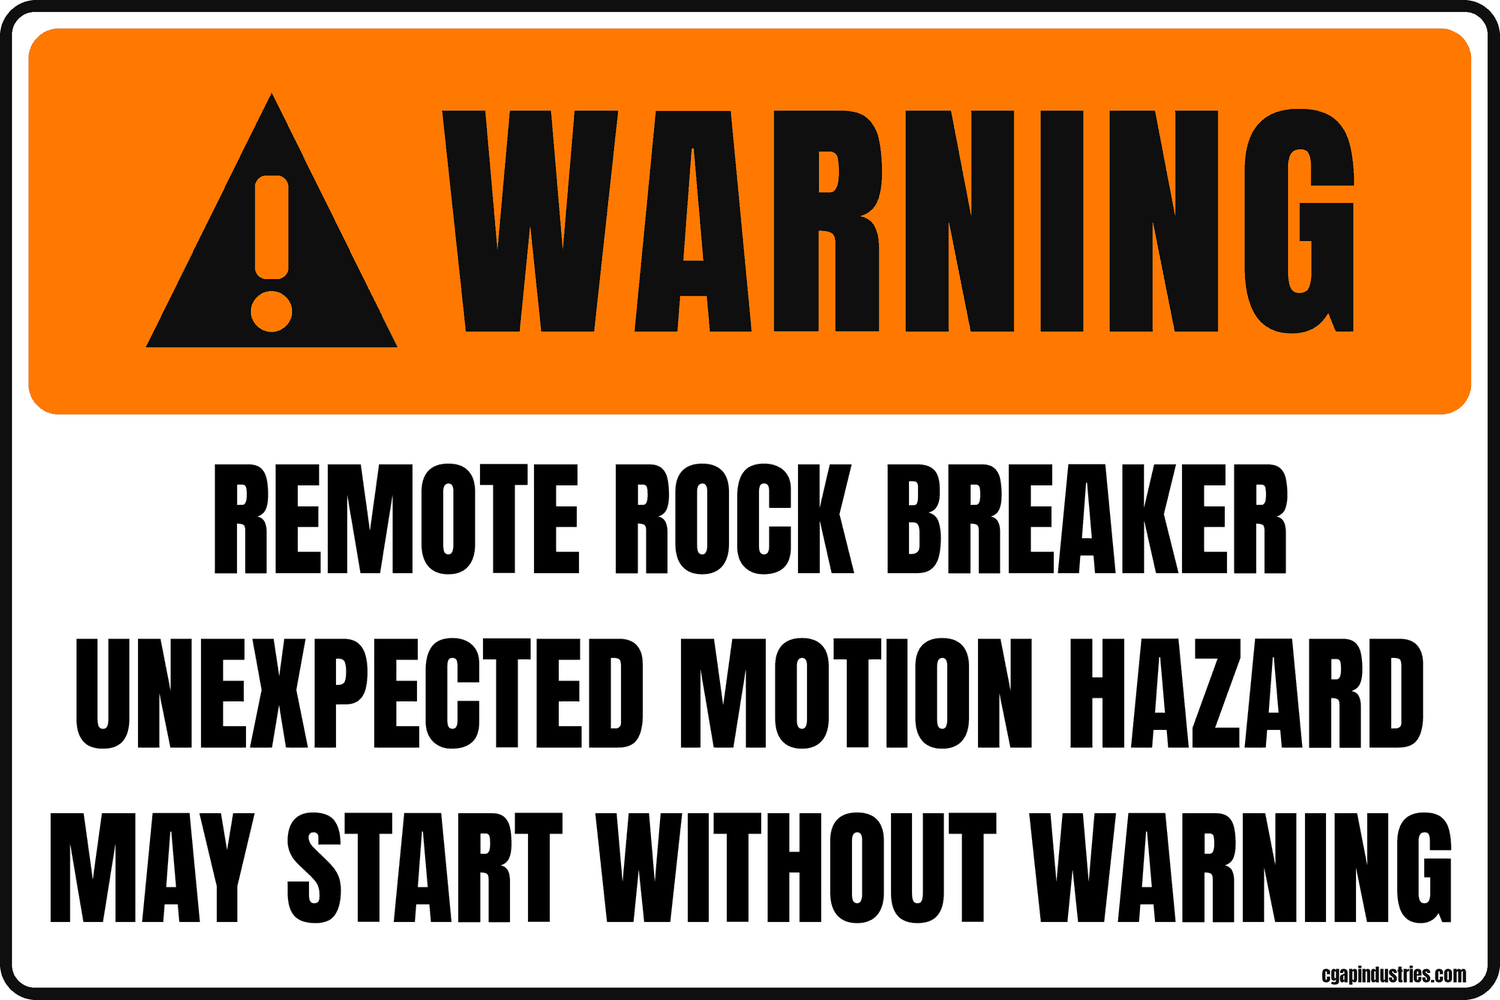 WARNING
REMOTE ROCK BREAKER
UNEXPECTED MOTION HAZARD
MAY START WITHOUT WARNING
cgapindustries.com